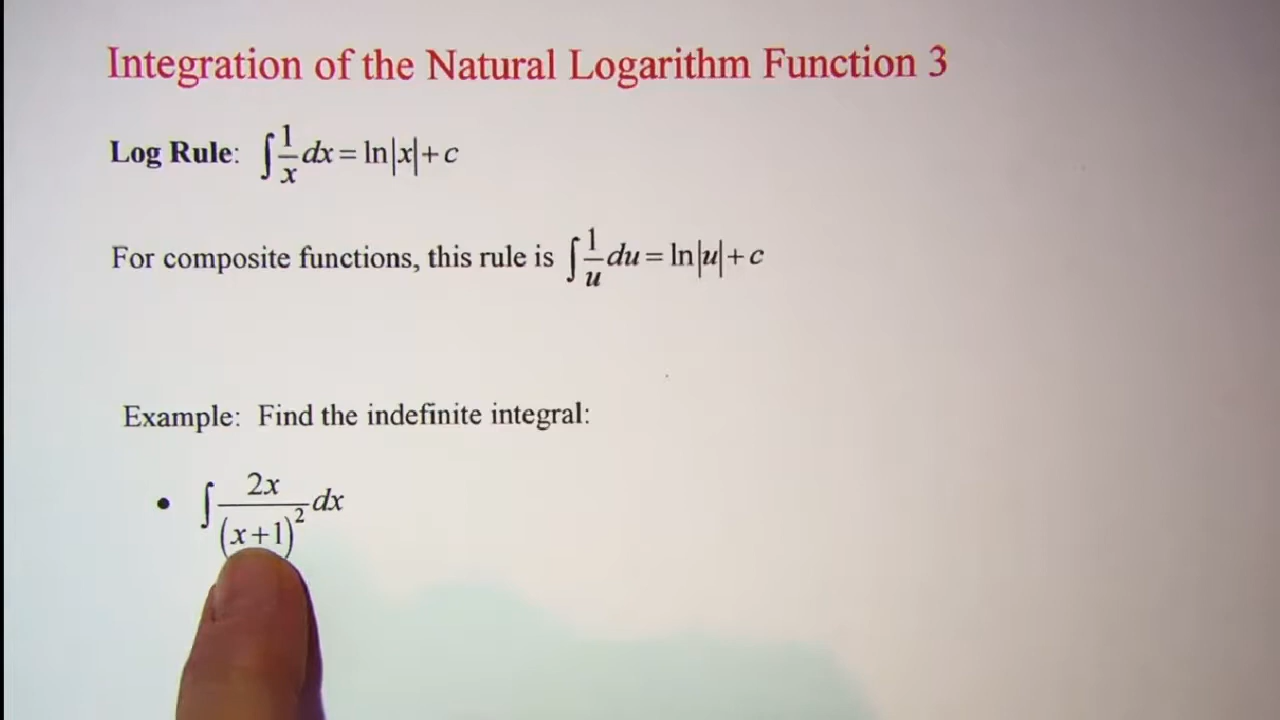 Integration of the Natural Logarithm Function 3
Log Rule: ∫ 1/x dx = ln|x| + c
For composite functions, this rule is ∫ 1/u du = ln|u| + c
Example: Find the indefinite integral:
• ∫ 2x/(x+1)² dx